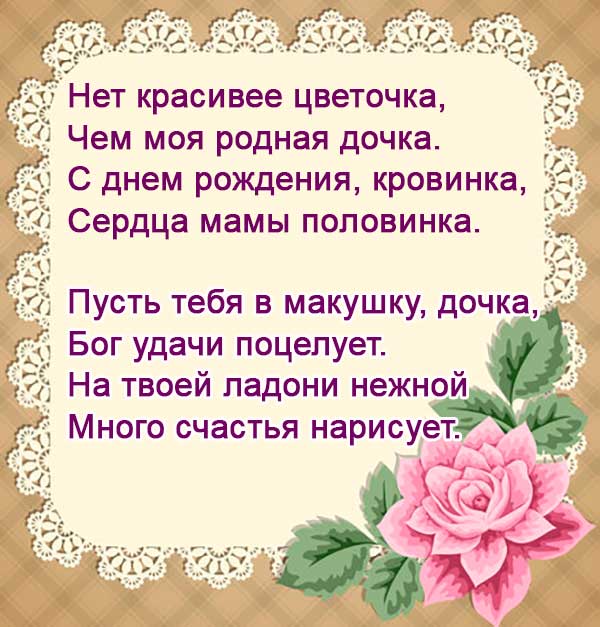 Нет красивее цветочка,
Чем моя родная дочка.
С днем рождения, кровинка,
Сердца мамы половинка.
Пусть тебя в макушку, дочка,
Бог удачи поцелует.
На твоей ладони нежной
Много счастья нарисует.